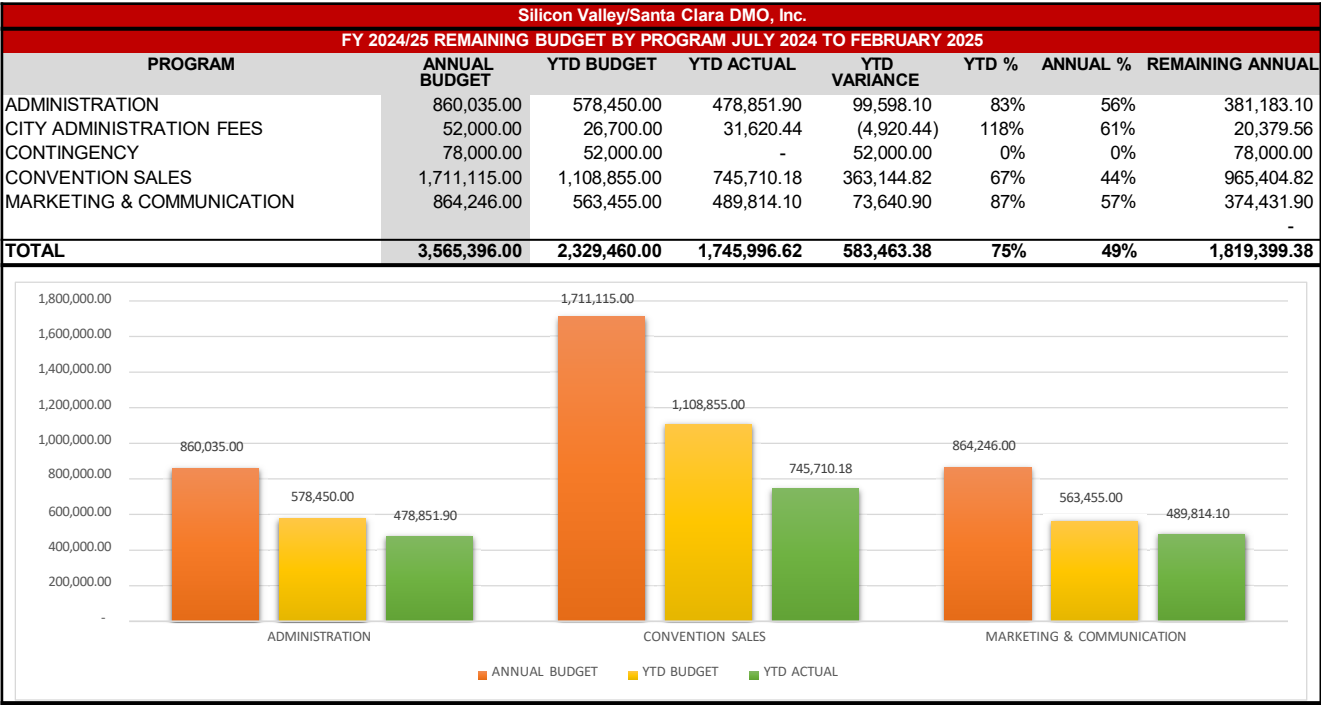 Silicon Valley/Santa Clara DMO, Inc.
FY 2024/25 REMAINING BUDGET BY PROGRAM JULY 2024 TO FEBRUARY 2025
PROGRAM ANNUAL BUDGET YTD BUDGET YTD ACTUAL YTD VARIANCE YTD % ANNUAL % REMAINING ANNUAL
ADMINISTRATION 860,035.00 578,450.00 478,851.90 99,598.10 83% 56% 381,183.10
CITY ADMINISTRATION FEES 52,000.00 26,700.00 31,620.44 (4,920.44) 118% 61% 20,379.56
CONTINGENCY 78,000.00 52,000.00 - 52,000.00 0% 0% 78,000.00
CONVENTION SALES 1,711,115.00 1,108,855.00 745,710.18 363,144.82 67% 44% 965,404.82
MARKETING & COMMUNICATION 864,246.00 563,455.00 489,814.10 73,640.90 87% 57% 374,431.90
-
TOTAL 3,565,396.00 2,329,460.00 1,745,996.62 583,463.38 75% 49% 1,819,399.38
1,800,000.00
1,600,000.00
1,400,000.00
1,200,000.00
1,000,000.00
800,000.00
600,000.00
400,000.00
200,000.00
-
860,035.00
578,450.00
478,851.90
1,711,115.00
1,108,855.00
745,710.18
864,246.00
563,455.00
489,814.10
ADMINISTRATION CONVENTION SALES MARKETING & COMMUNICATION
ANNUAL BUDGET YTD BUDGET YTD ACTUAL